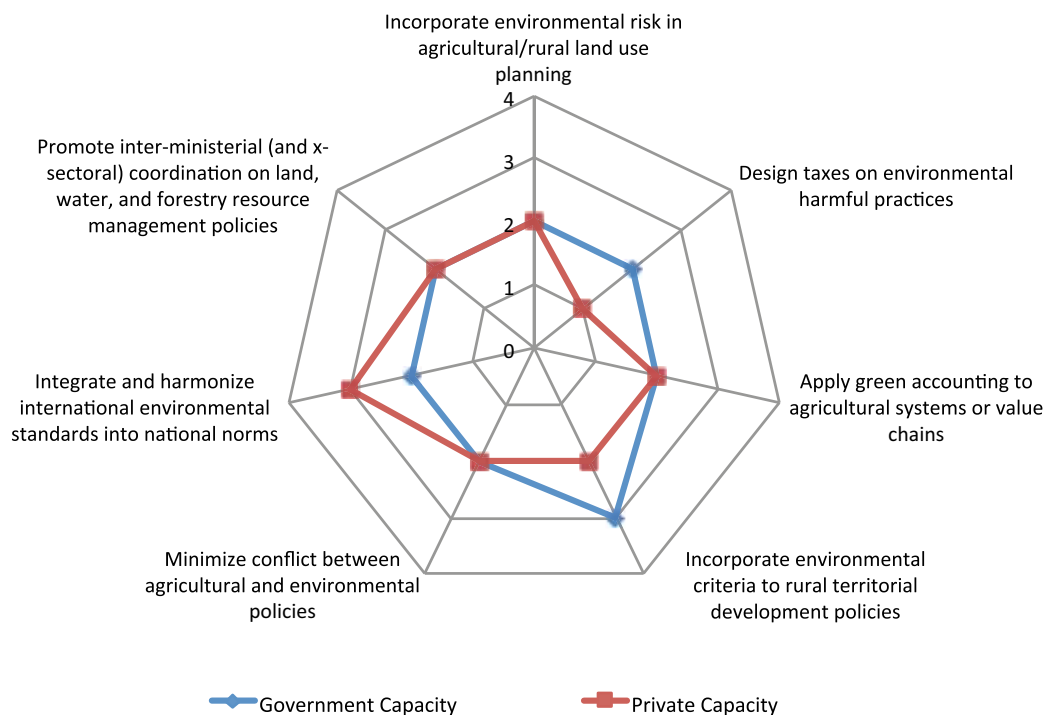 Incorporate environmental risk in
agricultural/rural land use
planning
4
3
2
1
0
Design taxes on environmental
harmful practices
Apply green accounting to
agricultural systems or value
chains
Incorporate environmental
criteria to rural territorial
development policies
Minimize conflict between
agricultural and environmental
policies
Integrate and harmonize
international environmental
standards into national norms
Promote inter-ministerial (and x-
sectoral) coordination on land,
water, and forestry resource
management policies
Government Capacity
Private Capacity